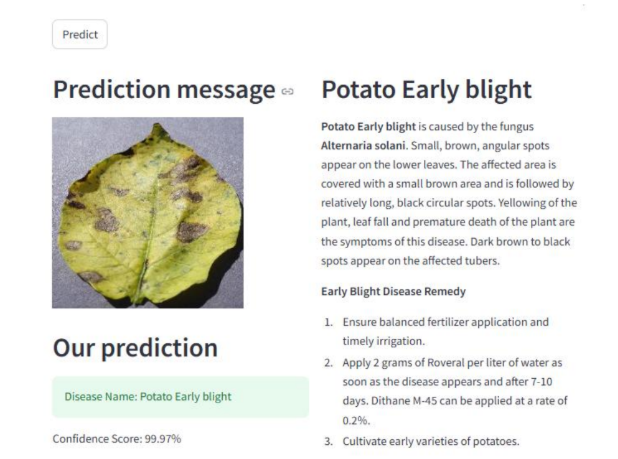 Predict
Prediction message
Our prediction
Disease Name: Potato Early blight
Confidence Score: 99.97%
Potato Early blight
Potato Early blight is caused by the fungus
Alternaria solani. Small, brown, angular spots
appear on the lower leaves. The affected area is
covered with a small brown area and is followed by
relatively long, black circular spots. Yellowing of the
plant, leaf fall and premature death of the plant are
the symptoms of this disease. Dark brown to black
spots appear on the affected tubers.
Early Blight Disease Remedy
1. Ensure balanced fertilizer application and
timely irrigation.
2. Apply 2 grams of Roveral per liter of water as
soon as the disease appears and after 7-10
days. Dithane M-45 can be applied at a rate of
0.2%.
3. Cultivate early varieties of potatoes.